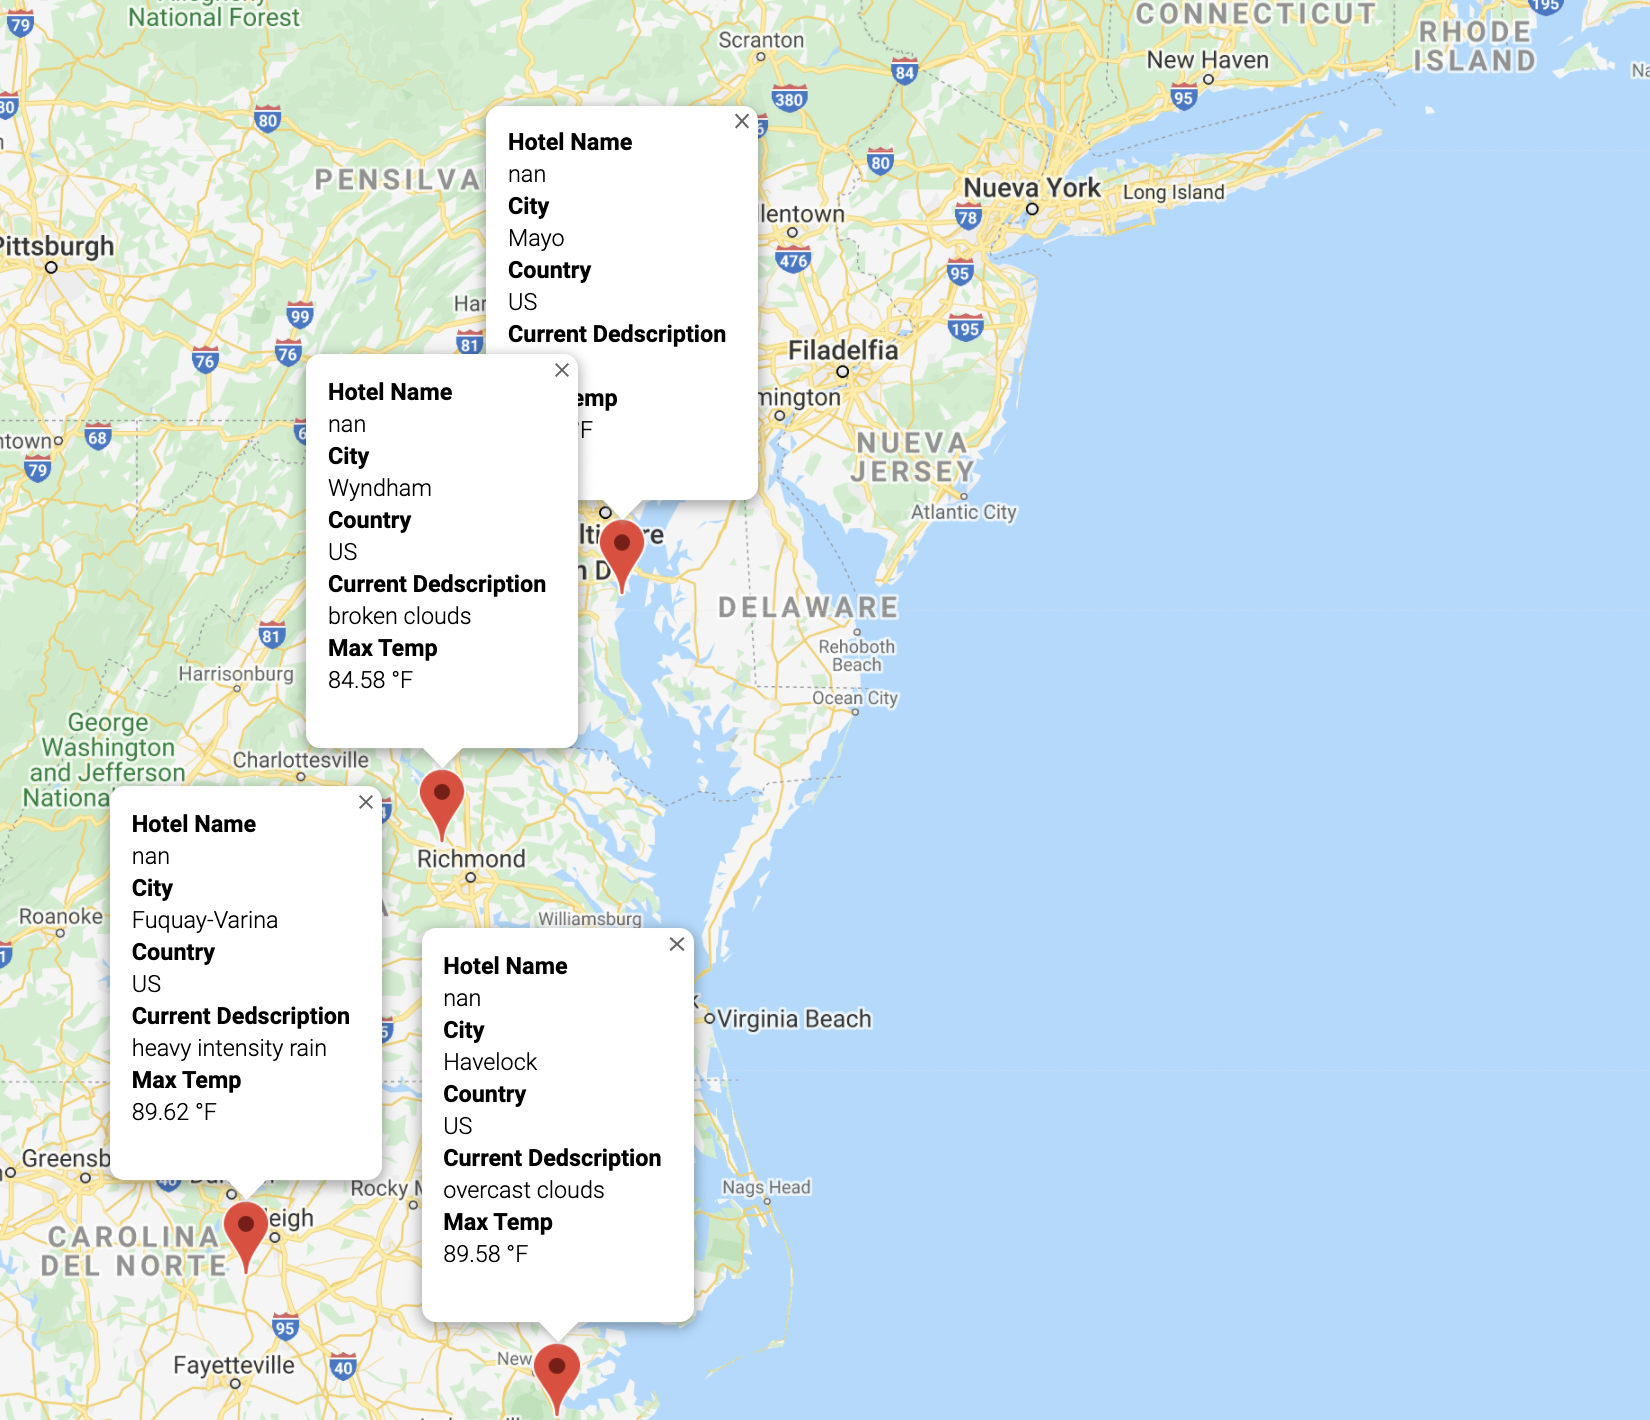 National Forest
CONNECTICUT
RHODE
ISLAND
Scranton
New Haven
79
195
84
380
95
80
80
PENSILVA
Nueva York
Long Island
78
Pittsburgh
476
95
99
195
76
76
81
Filadelfia
68
79
NUEVA
JERSEY
Atlantic City
Hotel Name
nan
City
Mayo
Country
US
Current Dedscription
°F
Hotel Name
nan
City
Wyndham
Country
US
Current Dedscription
broken clouds
Max Temp
84.58 °F
DELAWARE
Rehoboth
Beach
Ocean City
81
Harrisonburg
George
Washington
and Jefferson
National
Charlottesville
Richmond
Roanoke
Williamsburg
Hotel Name
nan
City
Fuquay-Varina
Country
US
Current Dedscription
heavy intensity rain
Max Temp
89.62 °F
Hotel Name
nan
City
Havelock
Country
US
Current Dedscription
overcast clouds
Max Temp
89.58 °F
Virginia Beach
Greensb
Rocky M
Nags Head
CAROLINA
DEL NORTE
95
Fayetteville
40
New